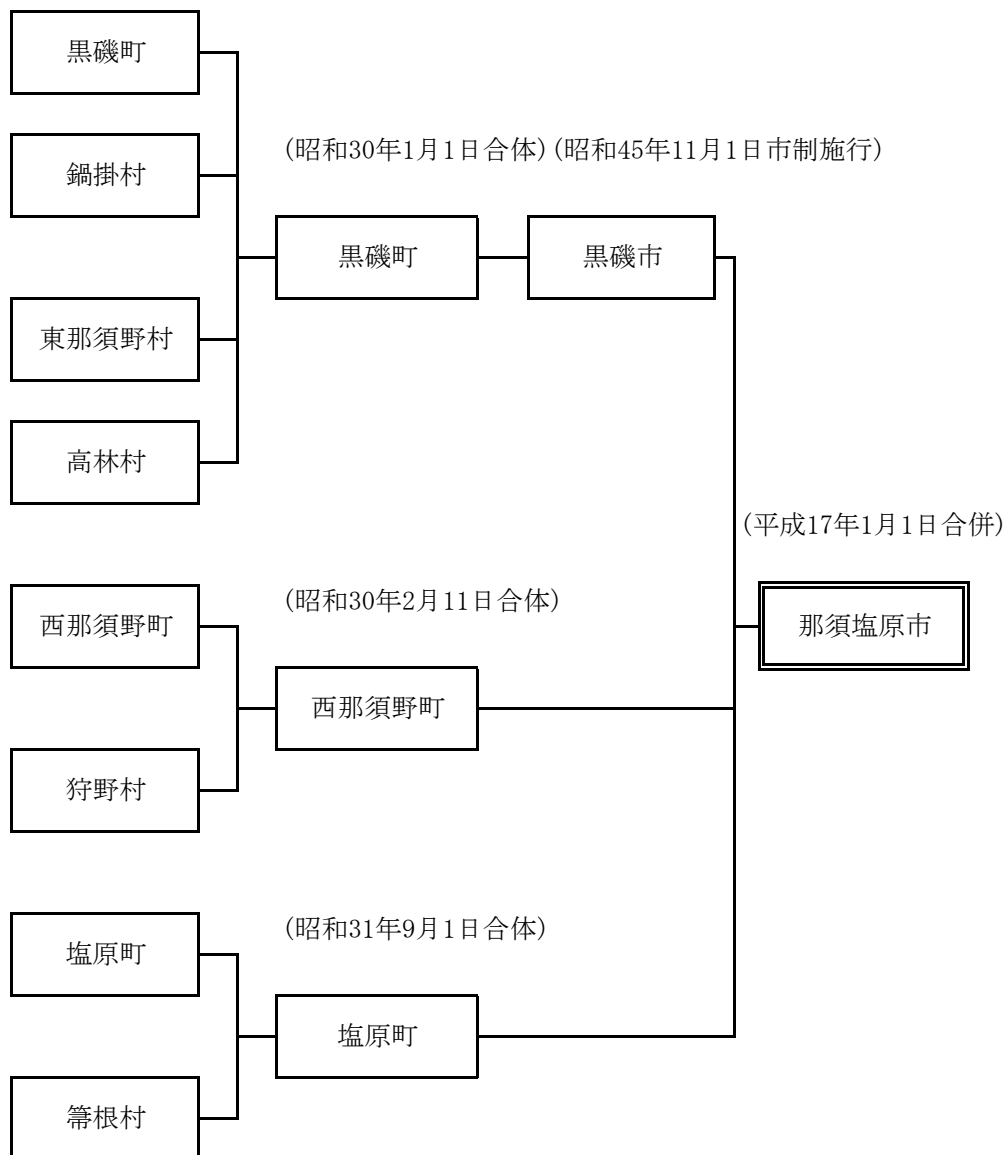 黒磯町
(昭和30年1月1日合体)(昭和45年11月1日市制施行)
鍋掛村
黒磯町
黒磯市
東那須野村
高林村
(平成17年1月1日合併)
西那須野町
(昭和30年2月11日合体)
那須塩原市
西那須野町
狩野村
塩原町
(昭和31年9月1日合体)
塩原町
箒根村